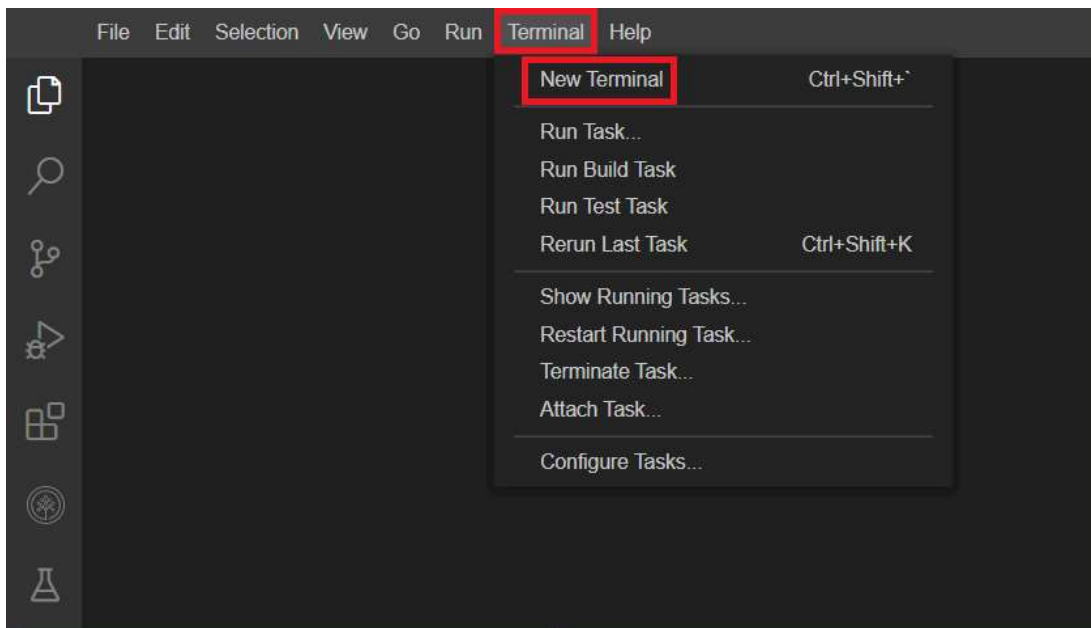 File Edit Selection View Go Run Terminal Help
New Terminal Ctrl+Shift+`
Run Task...
Run Build Task
Run Test Task
Rerun Last Task Ctrl+Shift+K
Show Running Tasks...
Restart Running Task...
Terminate Task...
Attach Task...
Configure Tasks...